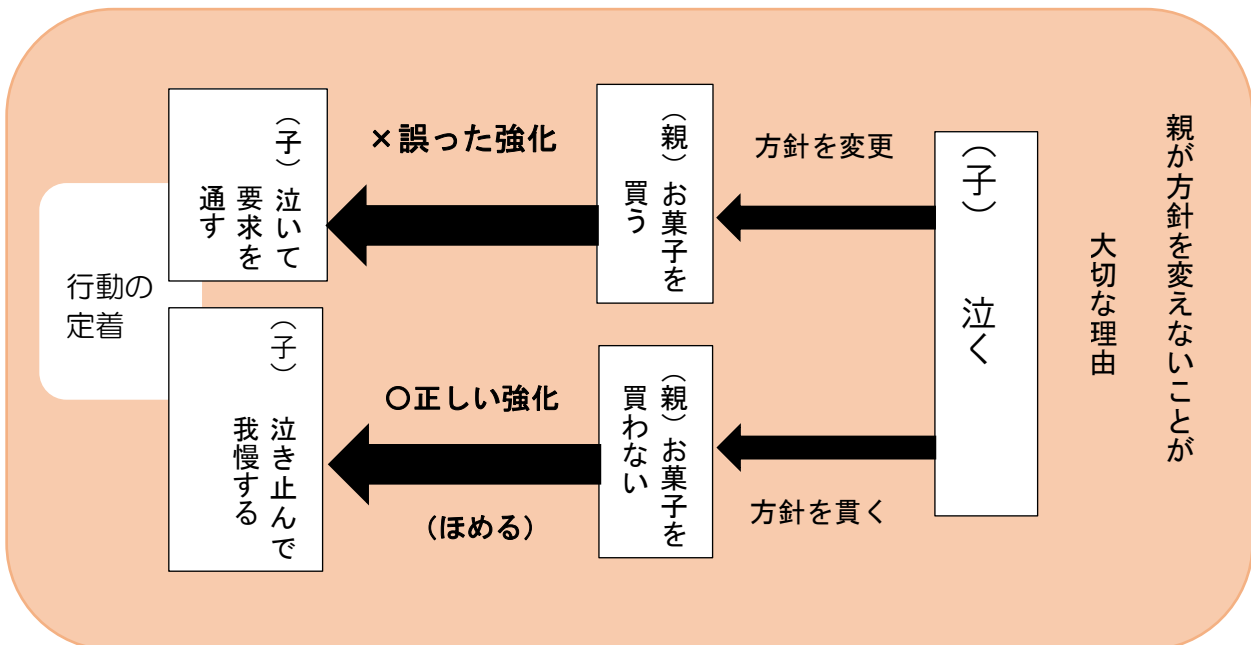 親が方針を変えないことが
大切な理由
（子）　泣く
方針を変更
（親）お菓子を
買う
×誤った強化
（子）泣いて
要求を
通す
方針を貫く
（親）お菓子を
買わない
〇正しい強化
（ほめる）
（子）　泣き止んで
我慢する
行動の
定着